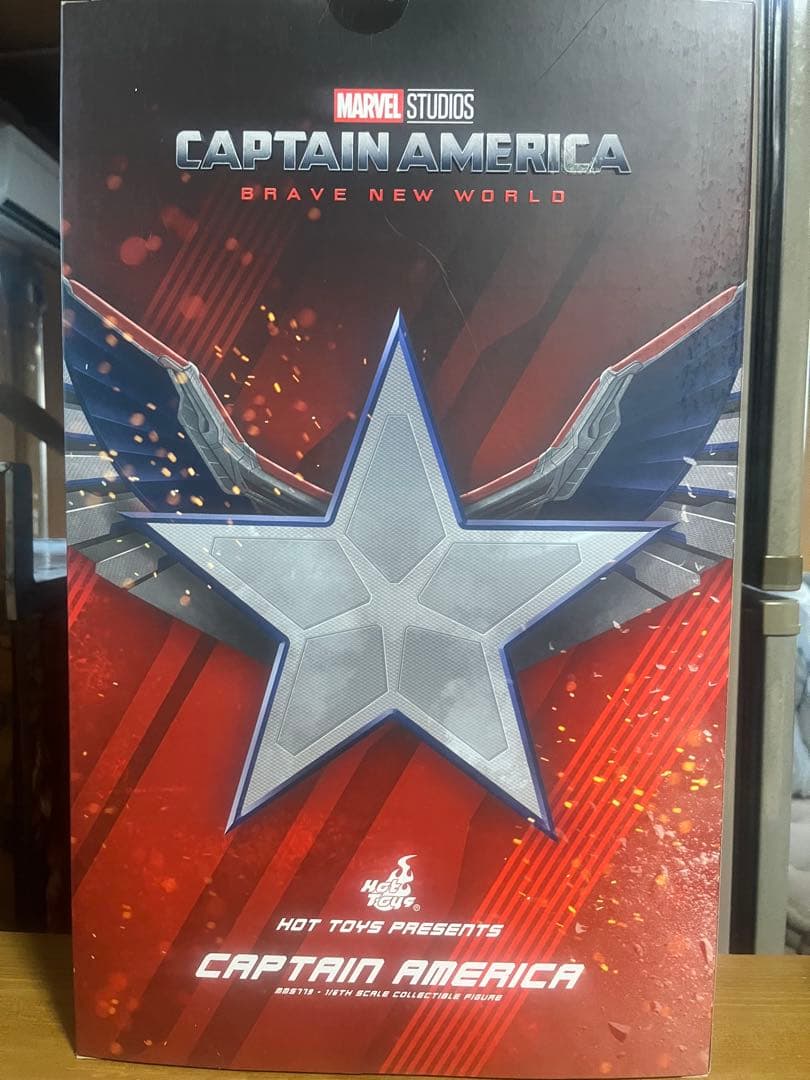 MARVEL STUDIOS
CAPTAIN AMERICA
BRAVE NEW WORLD
Hot
Toys®
HOT TOYS PRESENTS
CAPTAIN AMERICA
MMS779 - 1/6TH SCALE COLLECTIBLE FIGURE